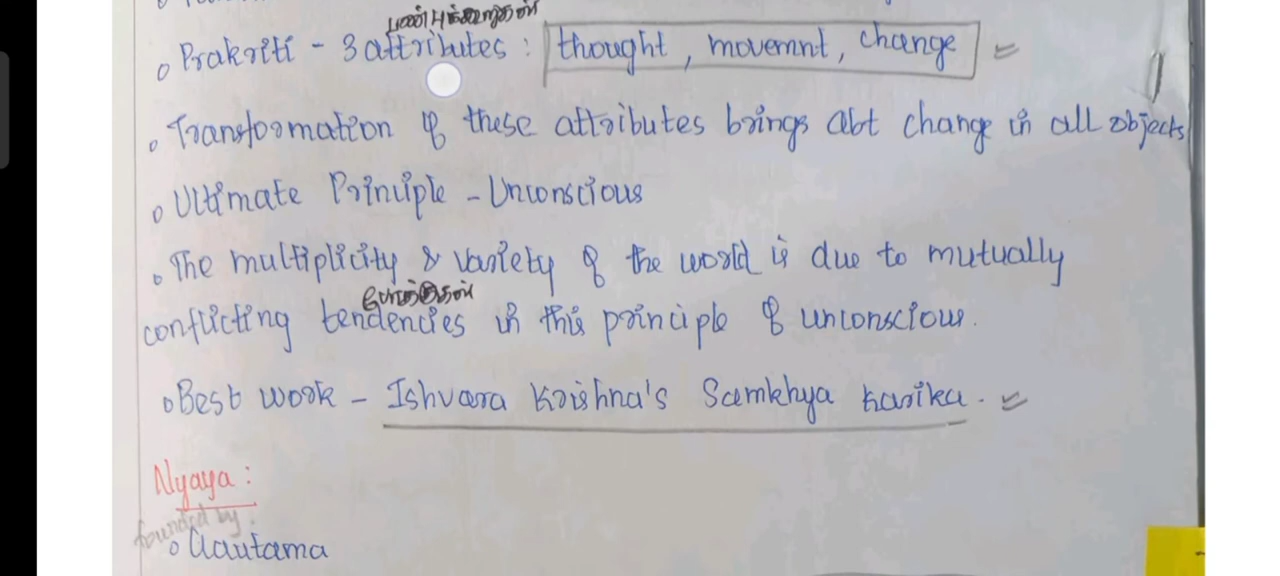 பண்புக்கூறுகள்
Prakriti - 3 attributes : thought, movemnt, change
Transformation of these attributes brings abt change in all objects
Ultimate Principle - Unconscious
The multiplicity & variety of the world is due to mutually
conflicting tendencies in this principle of unconscious.
Best work - Ishvara Krishna's Samkhya karika.
Nyaya :
founded by :
Gautama